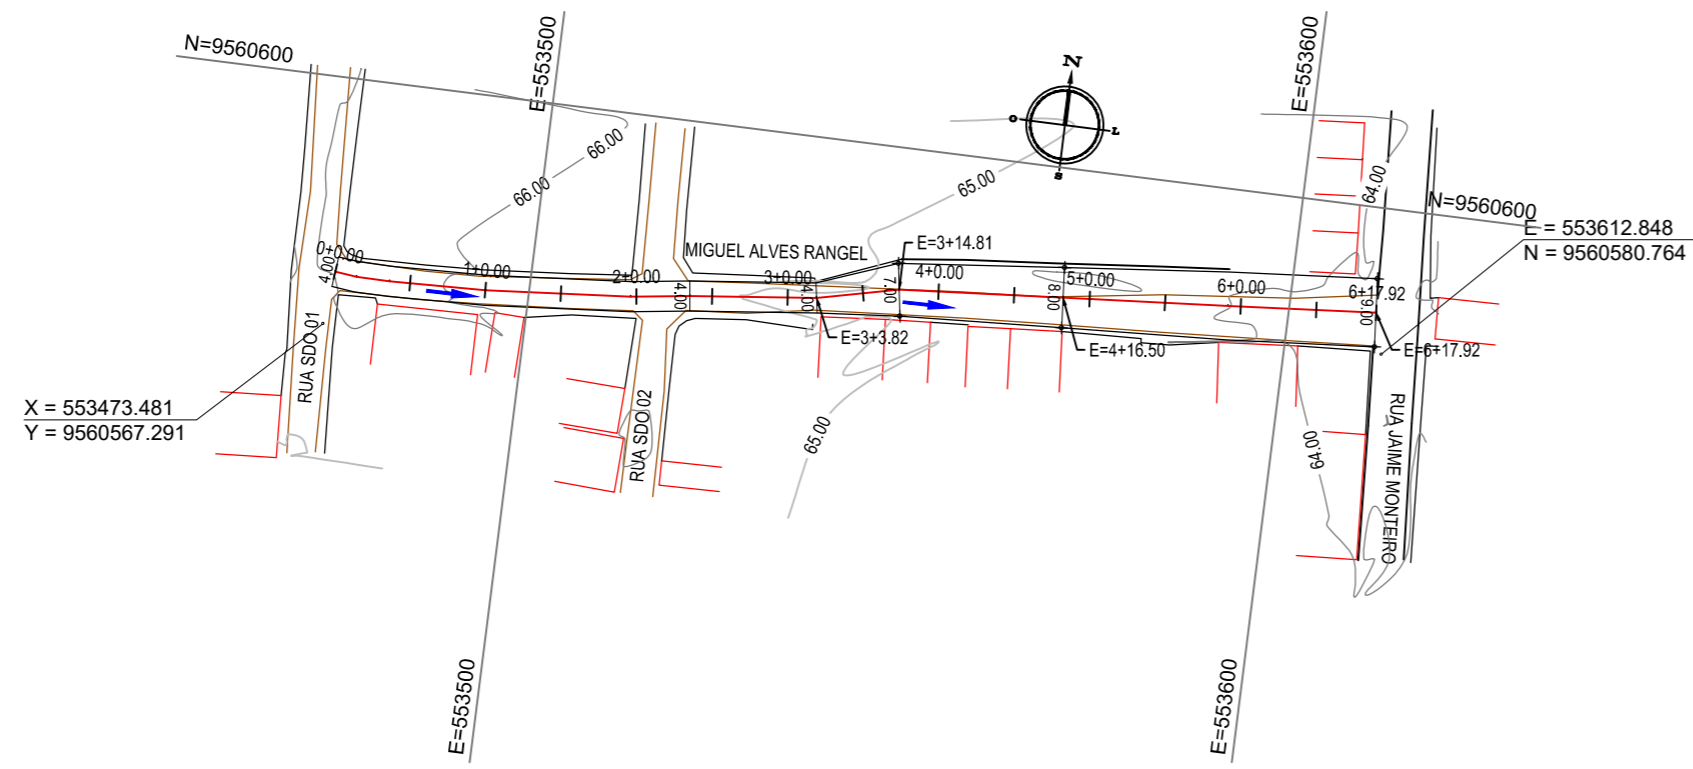 N=9560600
E=553500
E=553600
N
O
L
S
66.00
66.00
65.00
64.00
N=9560600
E = 553612.848
N = 9560580.764
MIGUEL ALVES RANGEL
E=3+14.81
0+0.00
1+0.00
2+0.00
3+0.00
4+0.00
5+0.00
6+0.00
6+17.92
4.00
4.00
4.00
7.00
8.00
9.00
E=3+3.82
E=4+16.50
E=6+17.92
RUA SDO 01
RUA SDO 02
RUA JAIME MONTEIRO
X = 553473.481
Y = 9560567.291
65.00
64.00
E=553500
E=553600